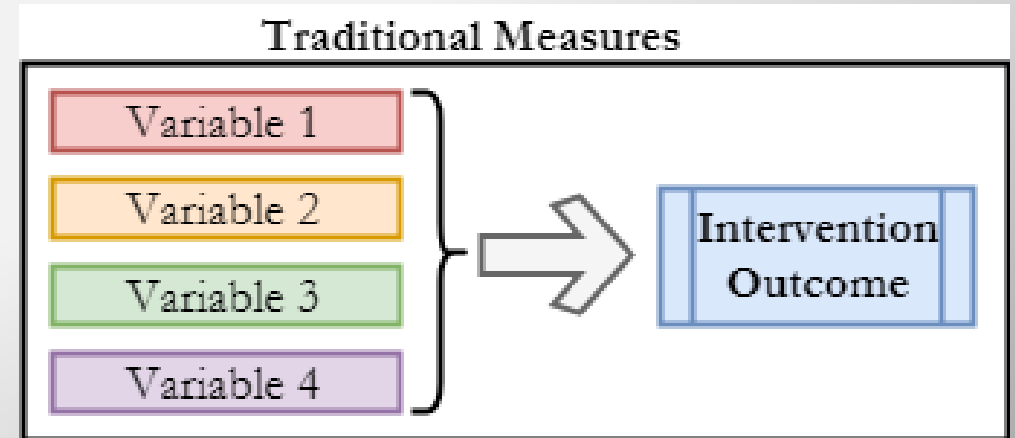 Traditional Measures
Variable 1
Variable 2
Variable 3
Variable 4
Intervention
Outcome